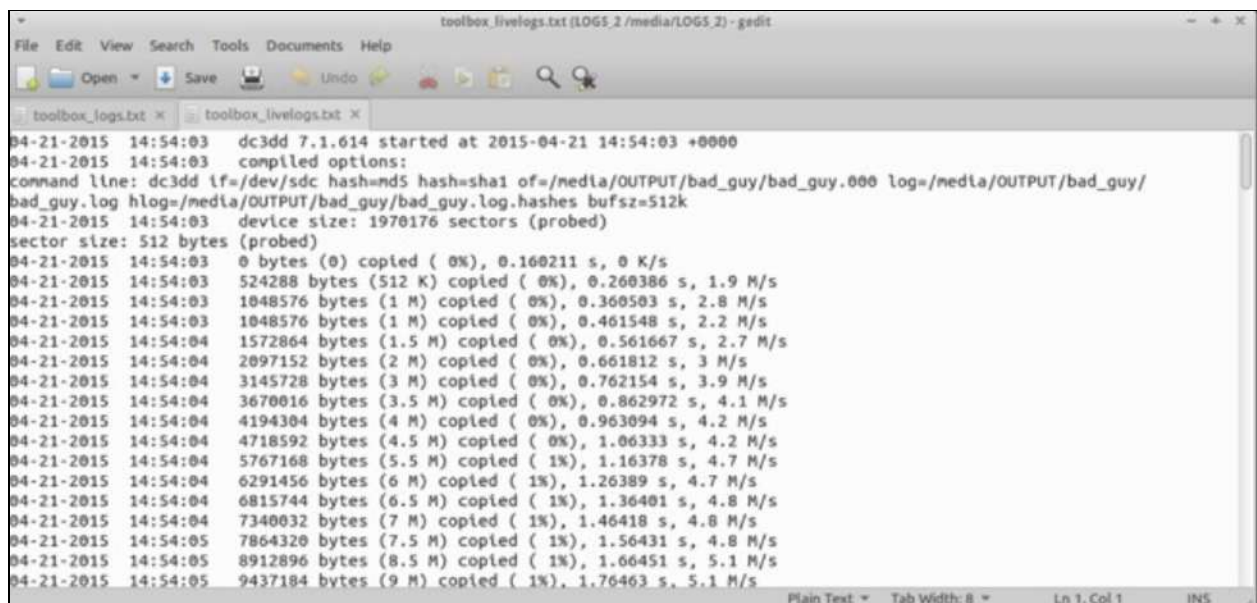 toolbox_livelogs.txt (LOGS_2 /media/LOGS_2) - gedit
File Edit View Search Tools Documents Help
Open Save Undo
toolbox_logs.txt × toolbox_livelogs.txt ×
04-21-2015 14:54:03 dc3dd 7.1.614 started at 2015-04-21 14:54:03 +0000
04-21-2015 14:54:03 compiled options:
command line: dc3dd if=/dev/sdc hash=md5 hash=sha1 of=/media/OUTPUT/bad_guy/bad_guy.000 log=/media/OUTPUT/bad_guy/
bad_guy.log hlog=/media/OUTPUT/bad_guy/bad_guy.log.hashes bufsz=512k
04-21-2015 14:54:03 device size: 1970176 sectors (probed)
sector size: 512 bytes (probed)
04-21-2015 14:54:03 0 bytes (0) copied ( 0%), 0.160211 s, 0 K/s
04-21-2015 14:54:03 524288 bytes (512 K) copied ( 0%), 0.260386 s, 1.9 M/s
04-21-2015 14:54:03 1048576 bytes (1 M) copied ( 0%), 0.360503 s, 2.8 M/s
04-21-2015 14:54:03 1048576 bytes (1 M) copied ( 0%), 0.461548 s, 2.2 M/s
04-21-2015 14:54:04 1572864 bytes (1.5 M) copied ( 0%), 0.561667 s, 2.7 M/s
04-21-2015 14:54:04 2097152 bytes (2 M) copied ( 0%), 0.661812 s, 3 M/s
04-21-2015 14:54:04 3145728 bytes (3 M) copied ( 0%), 0.762154 s, 3.9 M/s
04-21-2015 14:54:04 3670016 bytes (3.5 M) copied ( 0%), 0.862972 s, 4.1 M/s
04-21-2015 14:54:04 4194304 bytes (4 M) copied ( 0%), 0.963094 s, 4.2 M/s
04-21-2015 14:54:04 4718592 bytes (4.5 M) copied ( 0%), 1.06333 s, 4.2 M/s
04-21-2015 14:54:04 5767168 bytes (5.5 M) copied ( 1%), 1.16378 s, 4.7 M/s
04-21-2015 14:54:04 6291456 bytes (6 M) copied ( 1%), 1.26389 s, 4.7 M/s
04-21-2015 14:54:04 6815744 bytes (6.5 M) copied ( 1%), 1.36401 s, 4.8 M/s
04-21-2015 14:54:04 7340032 bytes (7 M) copied ( 1%), 1.46418 s, 4.8 M/s
04-21-2015 14:54:05 7864320 bytes (7.5 M) copied ( 1%), 1.56431 s, 4.8 M/s
04-21-2015 14:54:05 8912896 bytes (8.5 M) copied ( 1%), 1.66451 s, 5.1 M/s
04-21-2015 14:54:05 9437184 bytes (9 M) copied ( 1%), 1.76463 s, 5.1 M/s
Plain Text Tab Width: 8 Ln 1, Col 1 INS